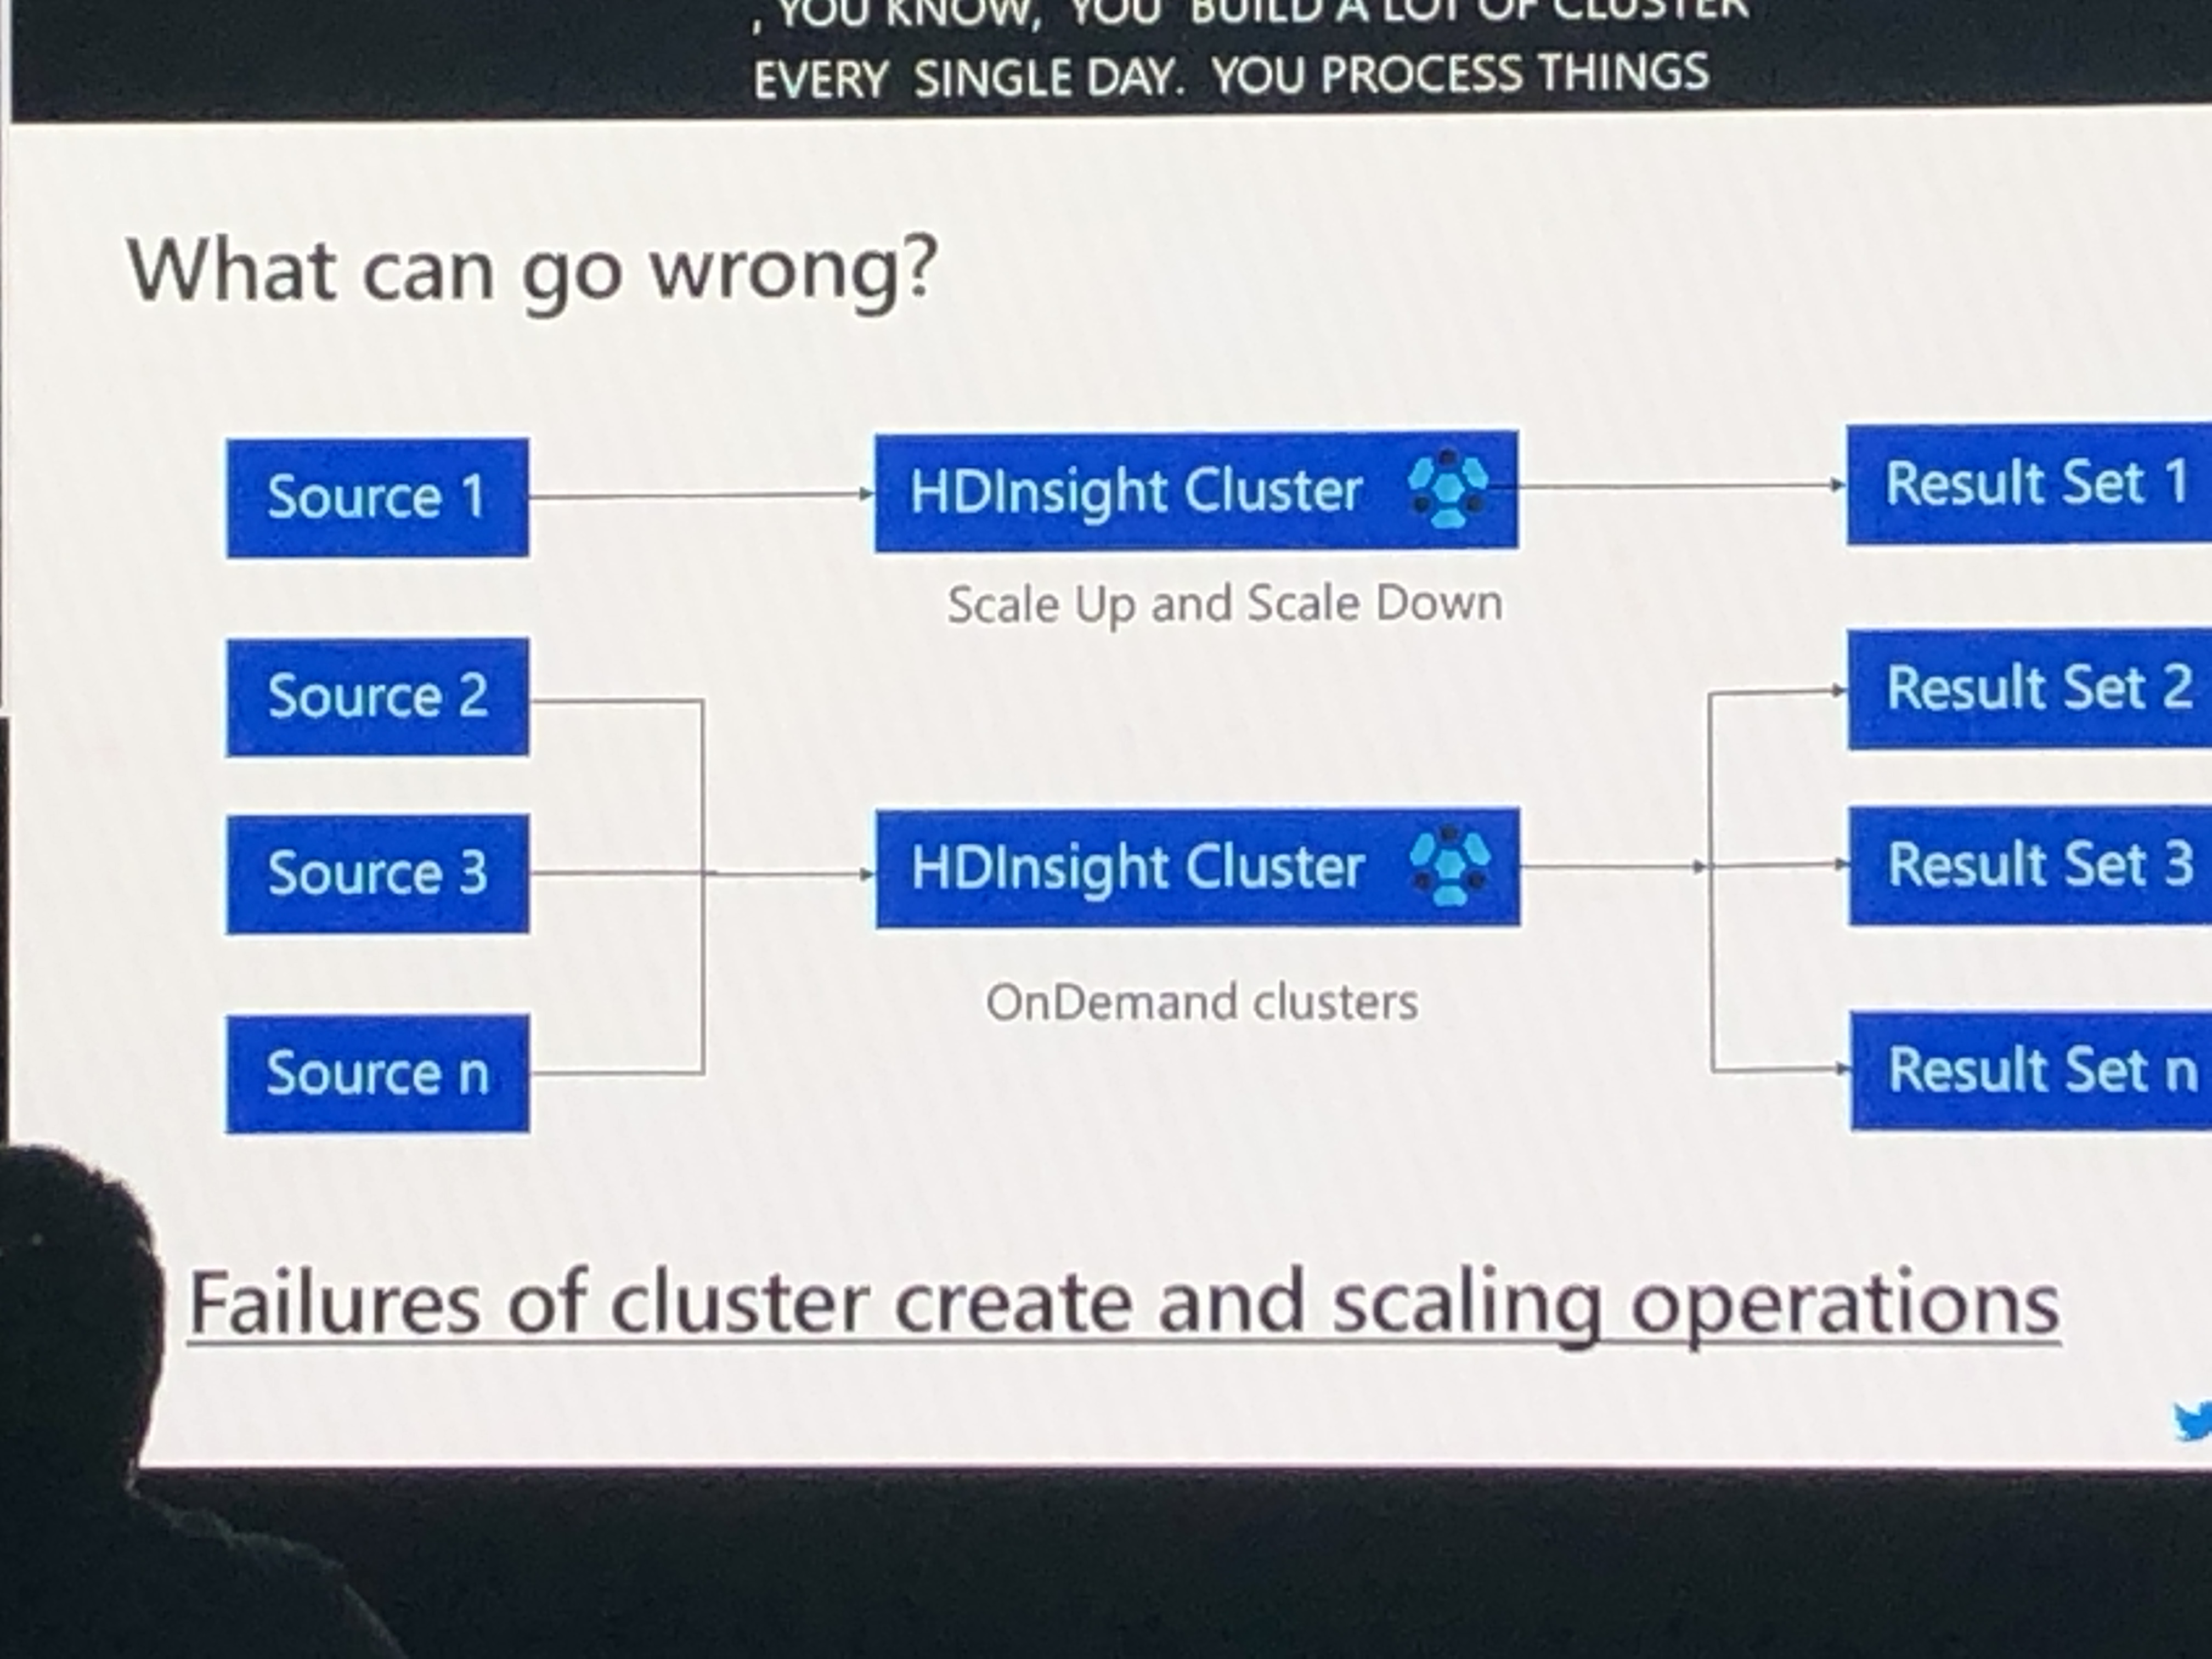 , YOU KNOW, YOU BUILD A LOT OF CLUSTER
EVERY SINGLE DAY. YOU PROCESS THINGS
What can go wrong?
Source 1
HDInsight Cluster
Result Set 1
Scale Up and Scale Down
Source 2
Result Set 2
Source 3
HDInsight Cluster
Result Set 3
OnDemand clusters
Source n
Result Set n
Failures of cluster create and scaling operations